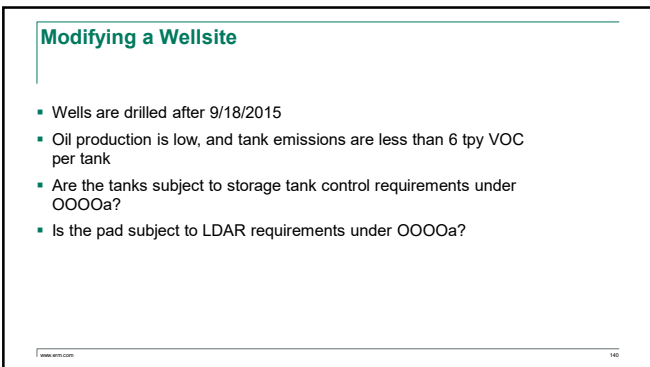 Modifying a Wellsite
▪ Wells are drilled after 9/18/2015
▪ Oil production is low, and tank emissions are less than 6 tpy VOC
per tank
▪ Are the tanks subject to storage tank control requirements under
OOOOa?
▪ Is the pad subject to LDAR requirements under OOOOa?
www.erm.com
140